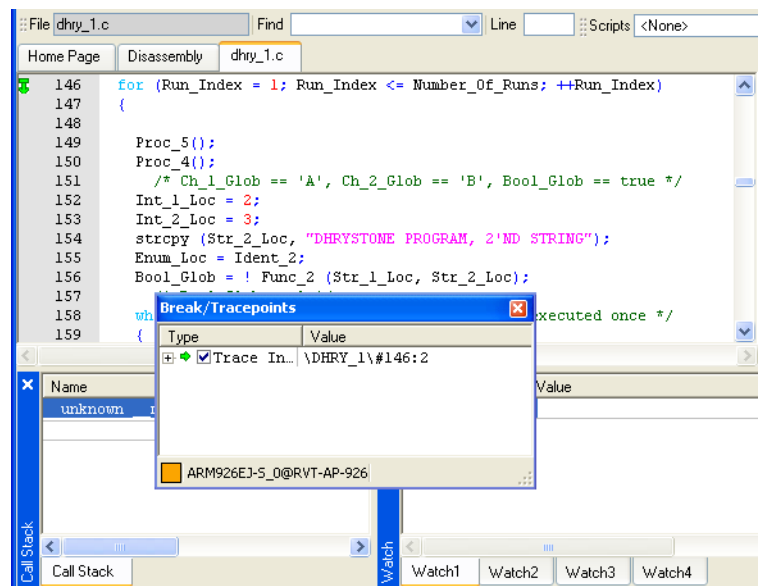 File dhry_1.c Find Line Scripts <None>
Home Page Disassembly dhry_1.c
146 for (Run_Index = 1; Run_Index <= Number_Of_Runs; ++Run_Index)
147 {
148
149 Proc_5();
150 Proc_4();
151 /* Ch_1_Glob == 'A', Ch_2_Glob == 'B', Bool_Glob == true */
152 Int_1_Loc = 2;
153 Int_2_Loc = 3;
154 strcpy (Str_2_Loc, "DHRYSTONE PROGRAM, 2'ND STRING");
155 Enum_Loc = Ident_2;
156 Bool_Glob = ! Func_2 (Str_1_Loc, Str_2_Loc);
157
158 wh executed once */
159 {
Break/Tracepoints
Type Value
Trace In... \DHRY_1\#146:2
ARM926EJ-S_0@RVT-AP-926
Name Value
unknown
Call Stack
Call Stack
Watch
Watch1 Watch2 Watch3 Watch4